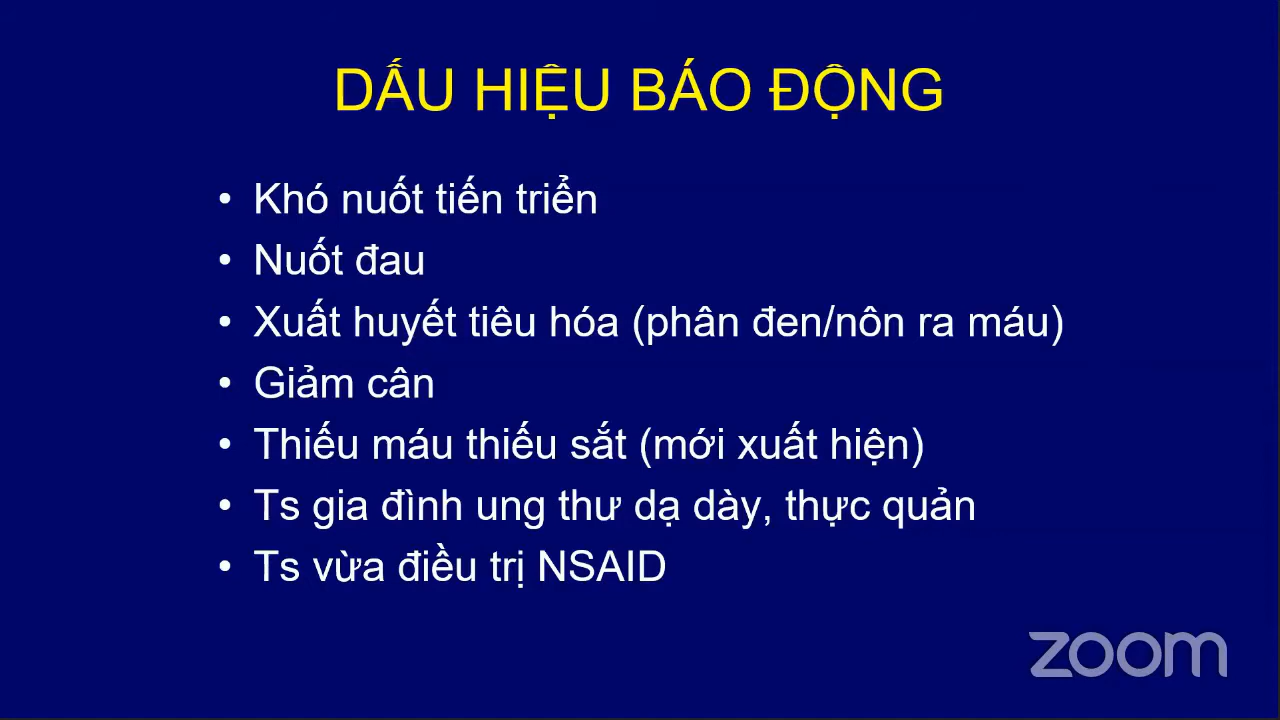 DẤU HIỆU BÁO ĐỘNG
• Khó nuốt tiến triển
• Nuốt đau
• Xuất huyết tiêu hóa (phân đen/nôn ra máu)
• Giảm cân
• Thiếu máu thiếu sắt (mới xuất hiện)
• Ts gia đình ung thư dạ dày, thực quản
• Ts vừa điều trị NSAID
zoom